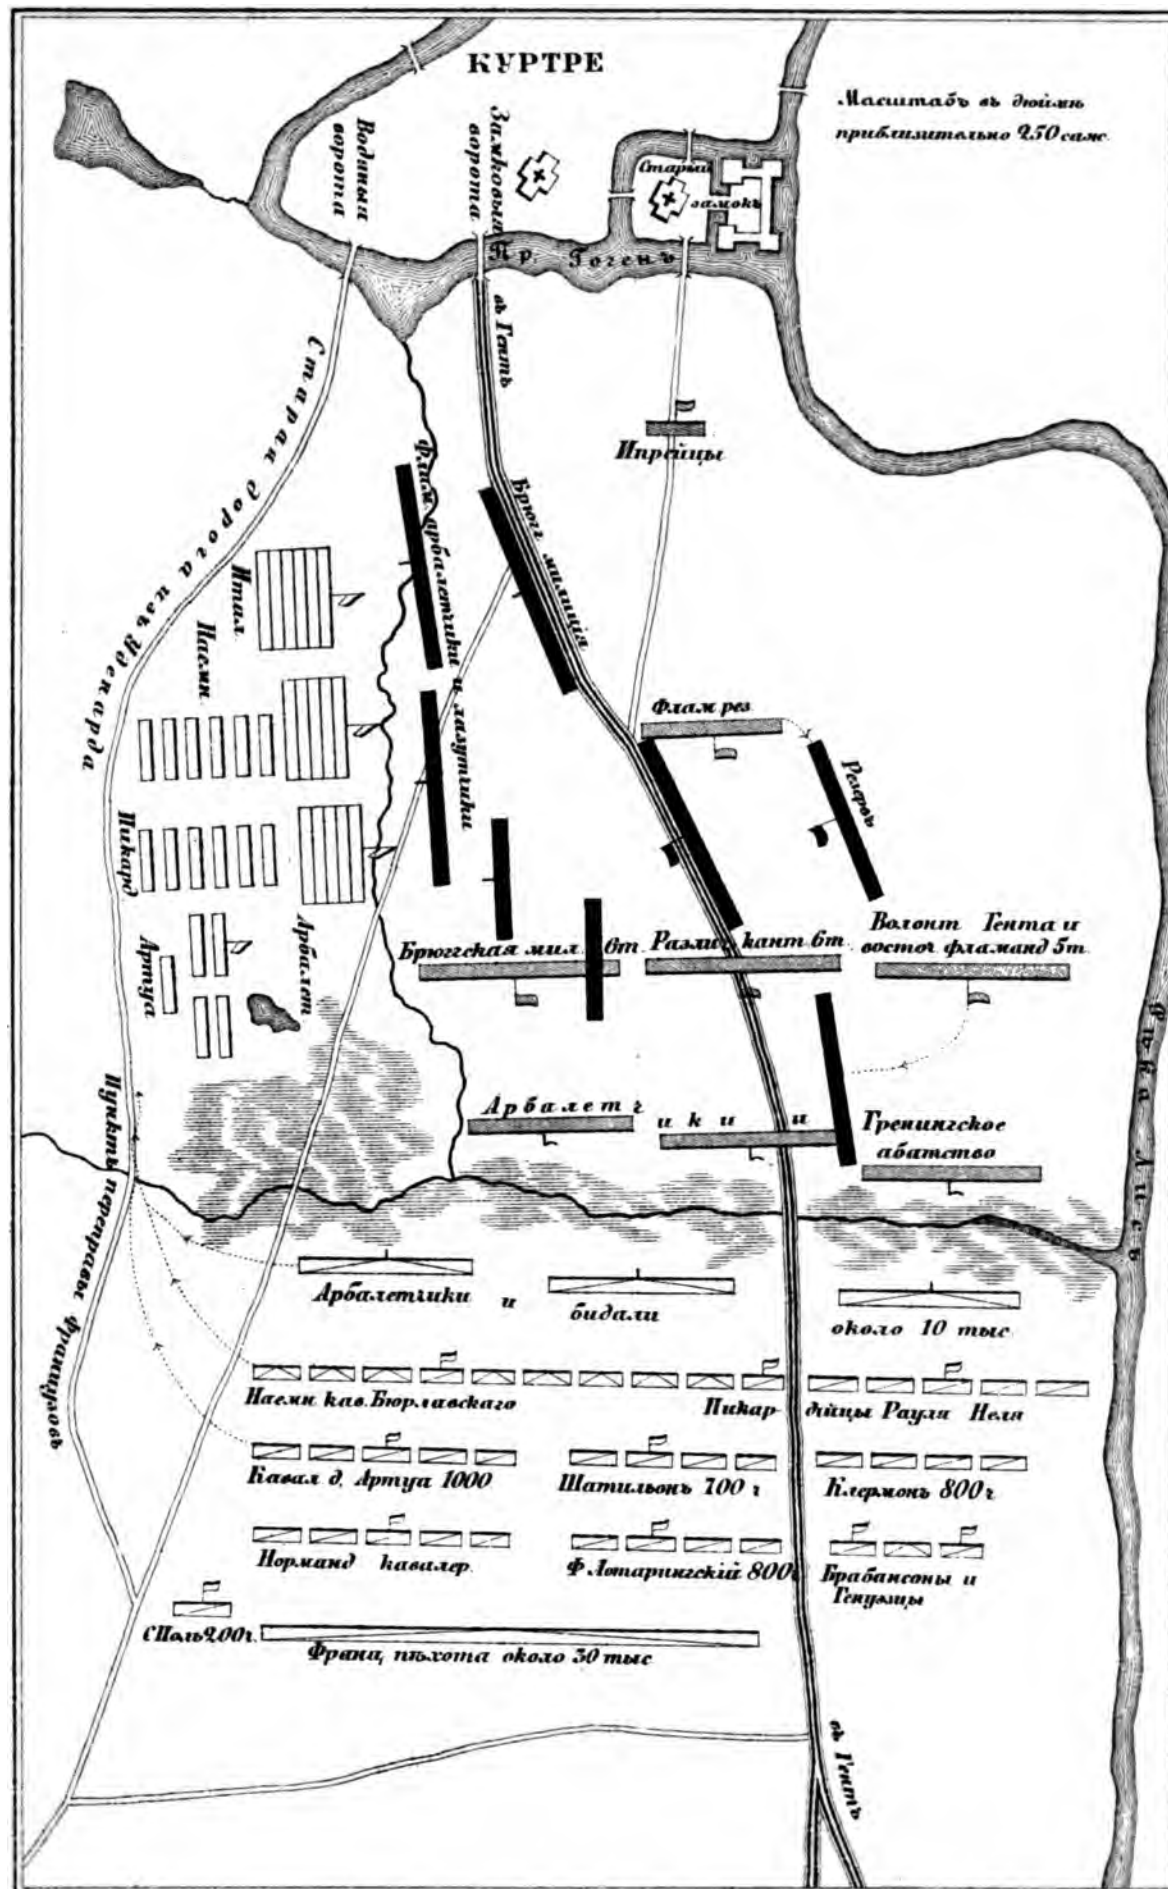 КУРТРЕ
Масштабъ въ дюймѣ
приблизительно 250 саж.
Водяныя
ворота
Замковыя
ворота
Старый
замокъ
Пр. Гогенъ
въ Гентъ
Старая дорога изъ Уденарда
Ипрейцы
Флам. арбалетчики и лазутчики
Брюгг милиція
Итал.
Наемн.
Флам. рез.
Резервъ
Пикард
Артуа
Арбалет.
Брюггская мил. 6т.
Различ кант. 6т.
Волонт Гента и
восточ фламанд 5т.
Рѣка Лисъ
Арбалетчики и
Гренингское
абатство
Пунктъ переправы Французовъ
Арбалетчики и бидали
около 10 тыс
Наемн кав. Бюрлавскаго
Пикардійцы Рауля Неля
Кавал д. Артуа 1000
Шатильонъ 700 ч
Клермонъ 800 ч
Норманд кавалер.
Ф. Лотарингскій 800 ч
Брабансоны и
Генуэзцы
С Поль 200 ч.
Франц. пѣхота около 30 тыс
въ Гентъ